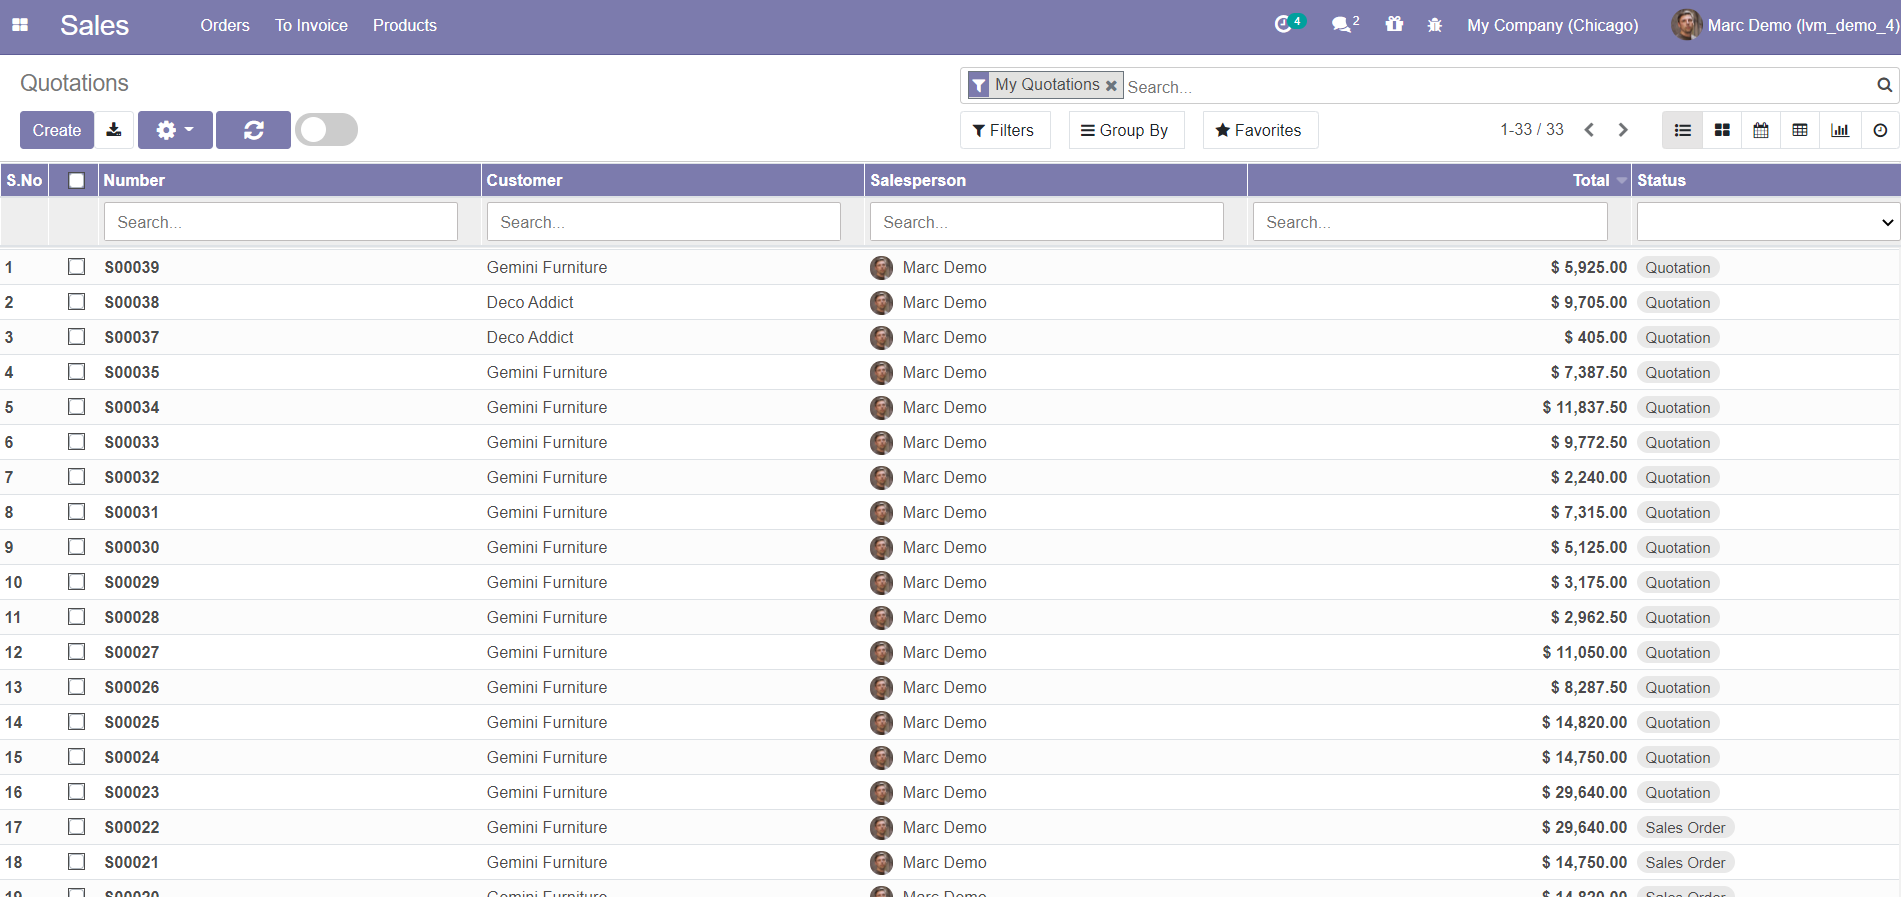 Sales Orders To Invoice Products 4 2 My Company (Chicago) Marc Demo (lvm_demo_4)
Quotations My Quotations Search...
Create Filters Group By Favorites 1-33 / 33
S.No Number Customer Salesperson Total Status
Search... Search... Search... Search...
1 S00039 Gemini Furniture Marc Demo $ 5,925.00 Quotation
2 S00038 Deco Addict Marc Demo $ 9,705.00 Quotation
3 S00037 Deco Addict Marc Demo $ 405.00 Quotation
4 S00035 Gemini Furniture Marc Demo $ 7,387.50 Quotation
5 S00034 Gemini Furniture Marc Demo $ 11,837.50 Quotation
6 S00033 Gemini Furniture Marc Demo $ 9,772.50 Quotation
7 S00032 Gemini Furniture Marc Demo $ 2,240.00 Quotation
8 S00031 Gemini Furniture Marc Demo $ 7,315.00 Quotation
9 S00030 Gemini Furniture Marc Demo $ 5,125.00 Quotation
10 S00029 Gemini Furniture Marc Demo $ 3,175.00 Quotation
11 S00028 Gemini Furniture Marc Demo $ 2,962.50 Quotation
12 S00027 Gemini Furniture Marc Demo $ 11,050.00 Quotation
13 S00026 Gemini Furniture Marc Demo $ 8,287.50 Quotation
14 S00025 Gemini Furniture Marc Demo $ 14,820.00 Quotation
15 S00024 Gemini Furniture Marc Demo $ 14,750.00 Quotation
16 S00023 Gemini Furniture Marc Demo $ 29,640.00 Quotation
17 S00022 Gemini Furniture Marc Demo $ 29,640.00 Sales Order
18 S00021 Gemini Furniture Marc Demo $ 14,750.00 Sales Order
19 S00020 Gemini Furniture Marc Demo $ 14,820.00 Sales Order